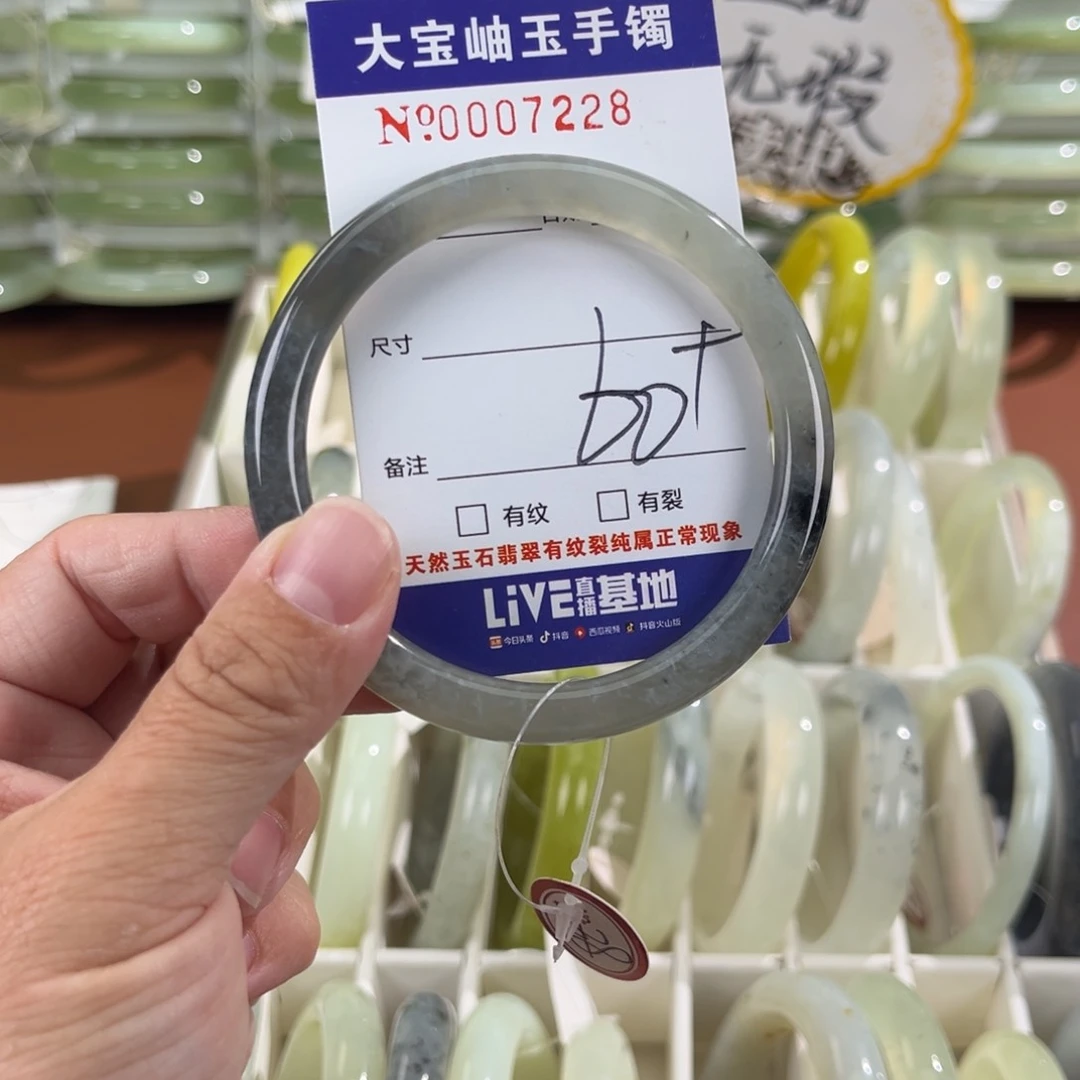 大宝岫玉手镯
无瑕
№0007228
尺寸
备注
有纹 有裂
天然玉石翡翠有纹裂纯属正常现象
LiVE直播基地
今日头条 抖音 西瓜视频 抖音火山版